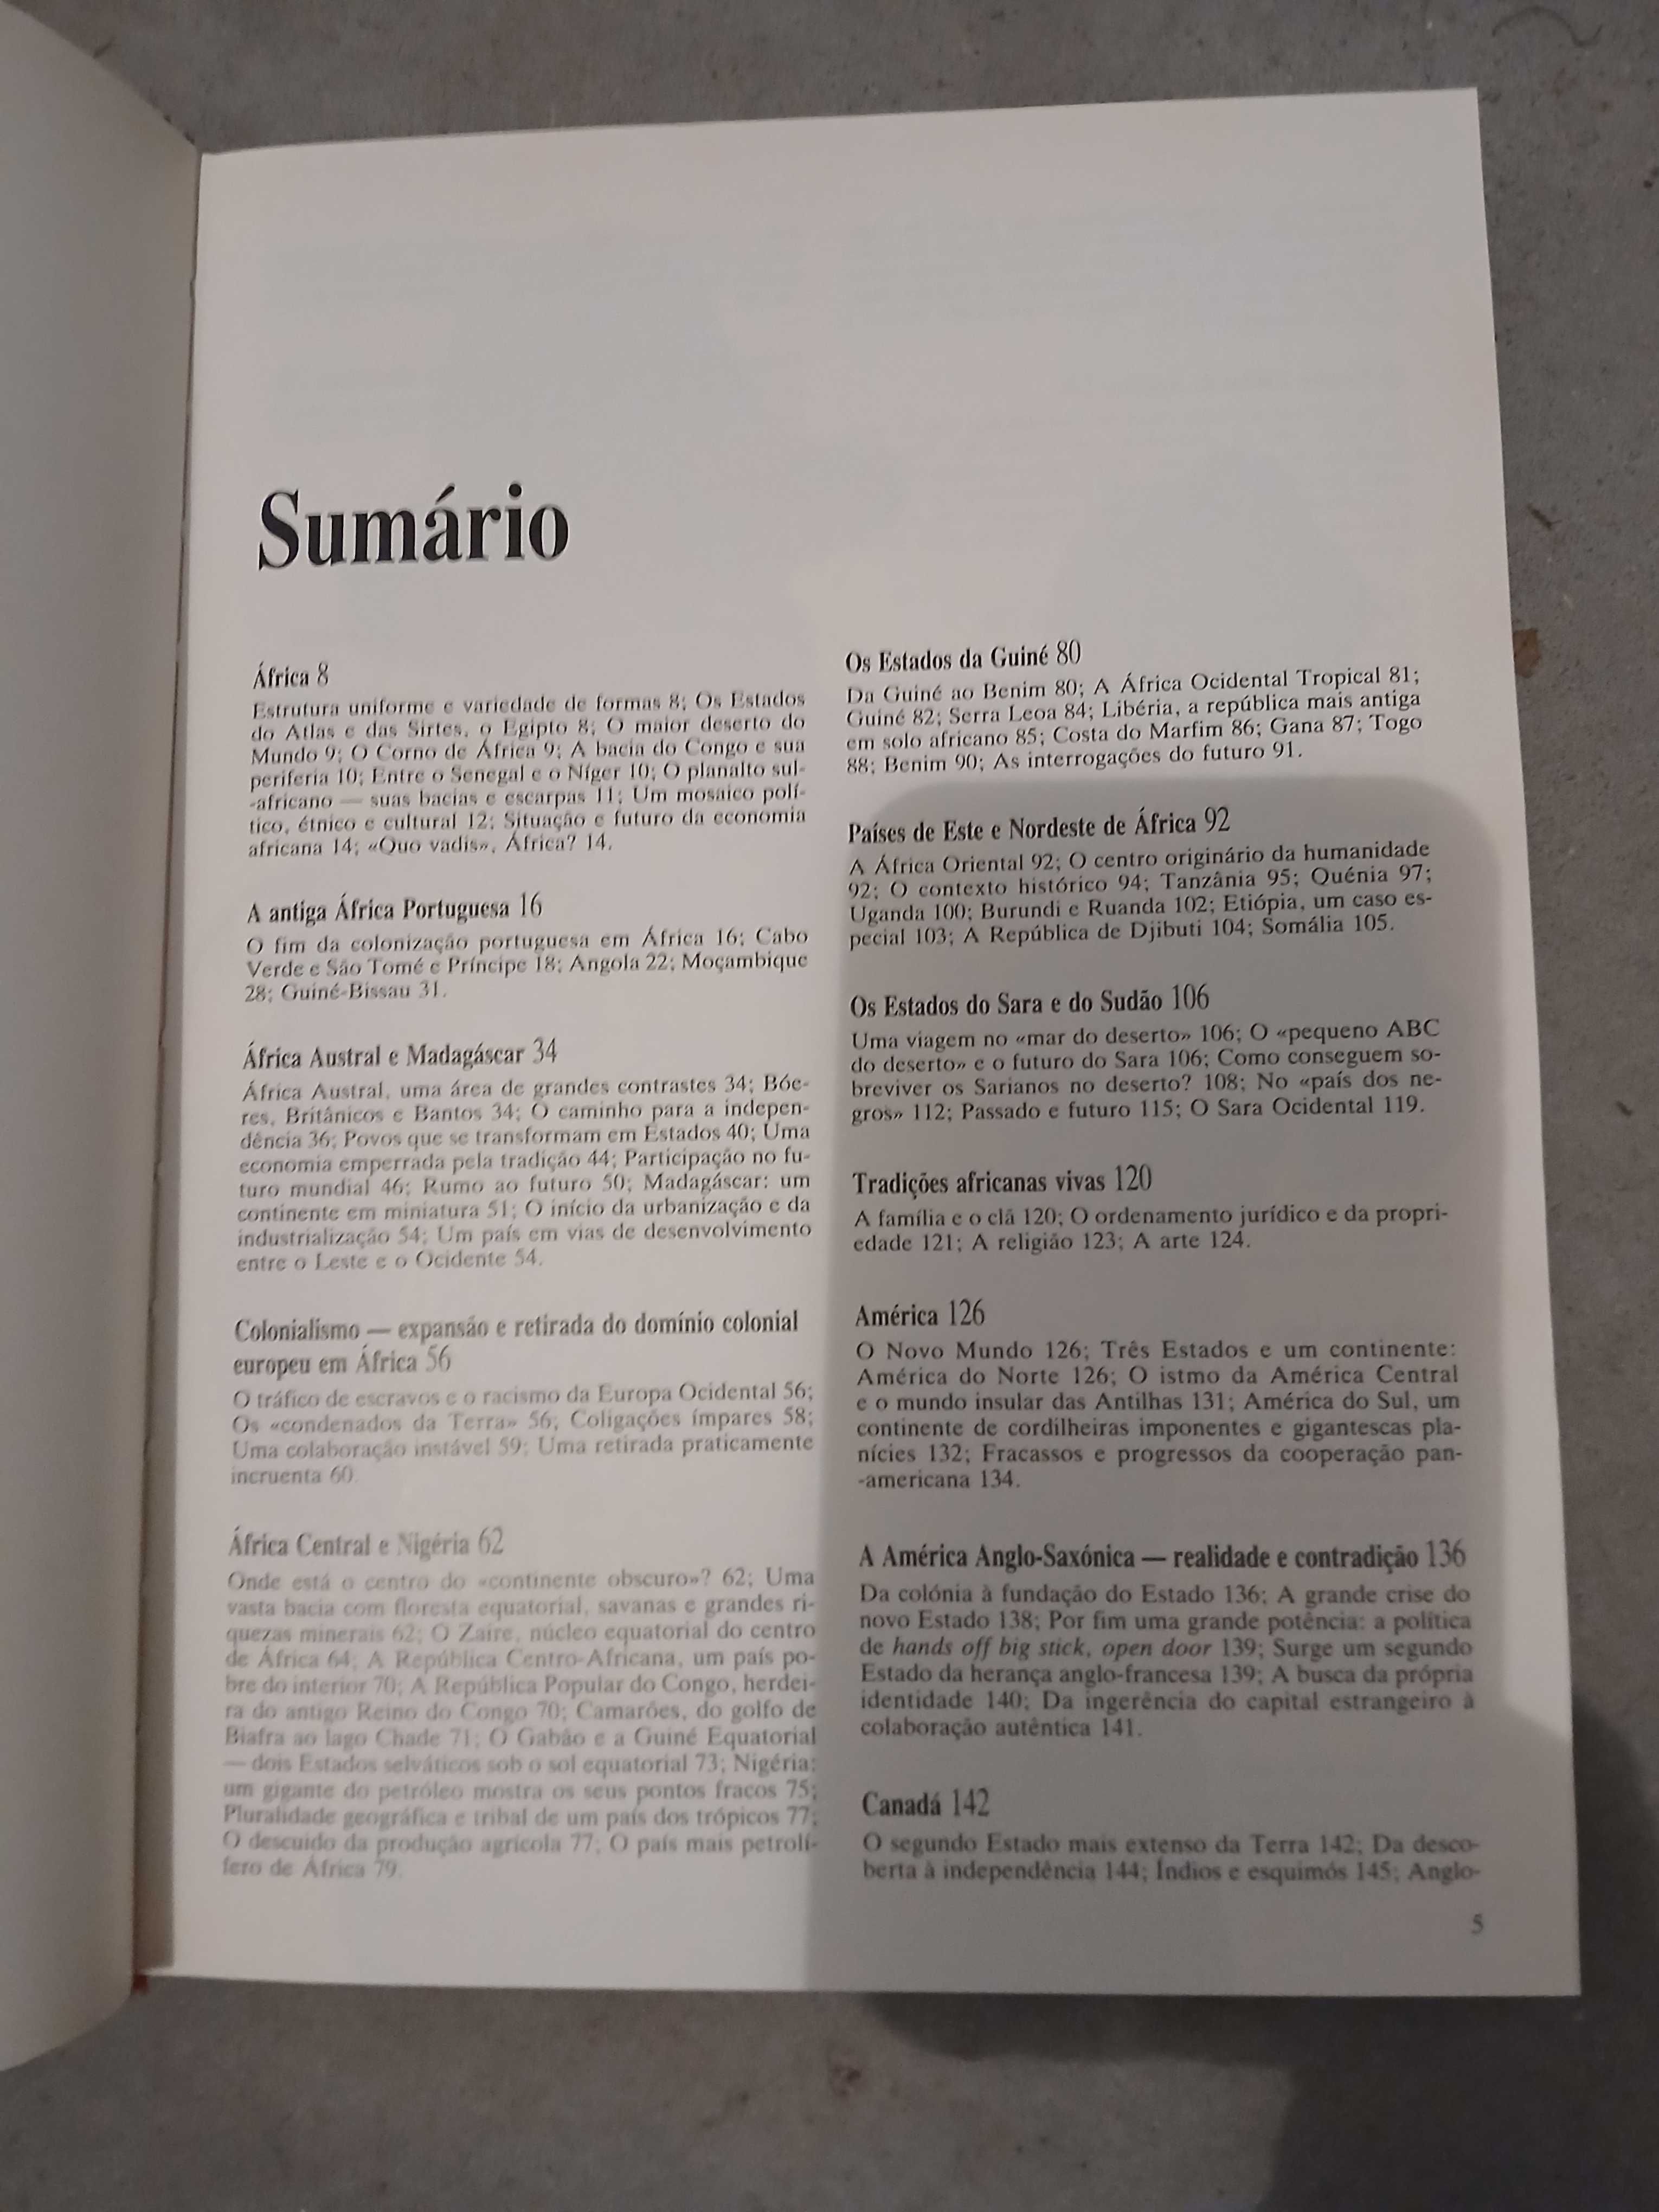 Sumário
África 8
Estrutura uniforme e variedade de formas 8; Os Estados
do Atlas e das Sirtes, o Egipto 8; O maior deserto do
Mundo 9; O Corno de África 9; A bacia do Congo e sua
periferia 10; Entre o Senegal e o Níger 10; O planalto sul-
-africano — suas bacias e escarpas 11; Um mosaico polí-
tico, étnico e cultural 12; Situação e futuro da economia
africana 14; «Quo vadis», África? 14.
A antiga África Portuguesa 16
O fim da colonização portuguesa em África 16; Cabo
Verde e São Tomé e Príncipe 18; Angola 22; Moçambique
28; Guiné-Bissau 31.
África Austral e Madagáscar 34
África Austral, uma área de grandes contrastes 34; Bóe-
res, Britânicos e Bantos 34; O caminho para a indepen-
dência 36; Povos que se transformam em Estados 40; Uma
economia emperrada pela tradição 44; Participação no fu-
turo mundial 46; Rumo ao futuro 50; Madagáscar: um
continente em miniatura 51; O início da urbanização e da
industrialização 54; Um país em vias de desenvolvimento
entre o Leste e o Ocidente 54.
Colonialismo — expansão e retirada do domínio colonial
europeu em África 56
O tráfico de escravos e o racismo da Europa Ocidental 56;
Os «condenados da Terra» 56; Coligações ímpares 58;
Uma colaboração instável 59; Uma retirada praticamente
incruenta 60.
África Central e Nigéria 62
Onde está o centro do «continente obscuro»? 62; Uma
vasta bacia com floresta equatorial, savanas e grandes ri-
quezas minerais 62; O Zaire, núcleo equatorial do centro
de África 64; A República Centro-Africana, um país po-
bre do interior 70; A República Popular do Congo, herdei-
ra do antigo Reino do Congo 70; Camarões, do golfo de
Biafra ao lago Chade 71; O Gabão e a Guiné Equatorial
— dois Estados selváticos sob o sol equatorial 73; Nigéria:
um gigante do petróleo mostra os seus pontos fracos 75;
Pluralidade geográfica e tribal de um país dos trópicos 77;
O descuido da produção agrícola 77; O país mais petrolí-
fero de África 79.
Os Estados da Guiné 80
Da Guiné ao Benim 80; A África Ocidental Tropical 81;
Guiné 82; Serra Leoa 84; Libéria, a república mais antiga
em solo africano 85; Costa do Marfim 86; Gana 87; Togo
88; Benim 90; As interrogações do futuro 91.
Países de Este e Nordeste de África 92
A África Oriental 92; O centro originário da humanidade
92; O contexto histórico 94; Tanzânia 95; Quénia 97;
Uganda 100; Burundi e Ruanda 102; Etiópia, um caso es-
pecial 103; A República de Djibuti 104; Somália 105.
Os Estados do Sara e do Sudão 106
Uma viagem no «mar do deserto» 106; O «pequeno ABC
do deserto» e o futuro do Sara 106; Como conseguem so-
breviver os Sarianos no deserto? 108; No «país dos ne-
gros» 112; Passado e futuro 115; O Sara Ocidental 119.
Tradições africanas vivas 120
A família e o clã 120; O ordenamento jurídico e da propri-
edade 121; A religião 123; A arte 124.
América 126
O Novo Mundo 126; Três Estados e um continente:
América do Norte 126; O istmo da América Central
e o mundo insular das Antilhas 131; América do Sul, um
continente de cordilheiras imponentes e gigantescas pla-
nícies 132; Fracassos e progressos da cooperação pan-
-americana 134.
A América Anglo-Saxónica — realidade e contradição 136
Da colónia à fundação do Estado 136; A grande crise do
novo Estado 138; Por fim uma grande potência: a política
de hands off big stick, open door 139; Surge um segundo
Estado da herança anglo-francesa 139; A busca da própria
identidade 140; Da ingerência do capital estrangeiro à
colaboração autêntica 141.
Canadá 142
O segundo Estado mais extenso da Terra 142; Da desco-
berta à independência 144; Índios e esquimós 145; Anglo-
5